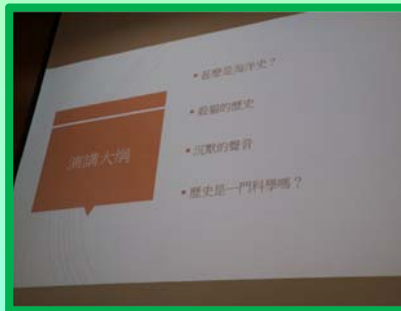 演講大綱
• 甚麼是海洋史？
• 殺貓的歷史
• 沉默的聲音
• 歷史是一門科學嗎？